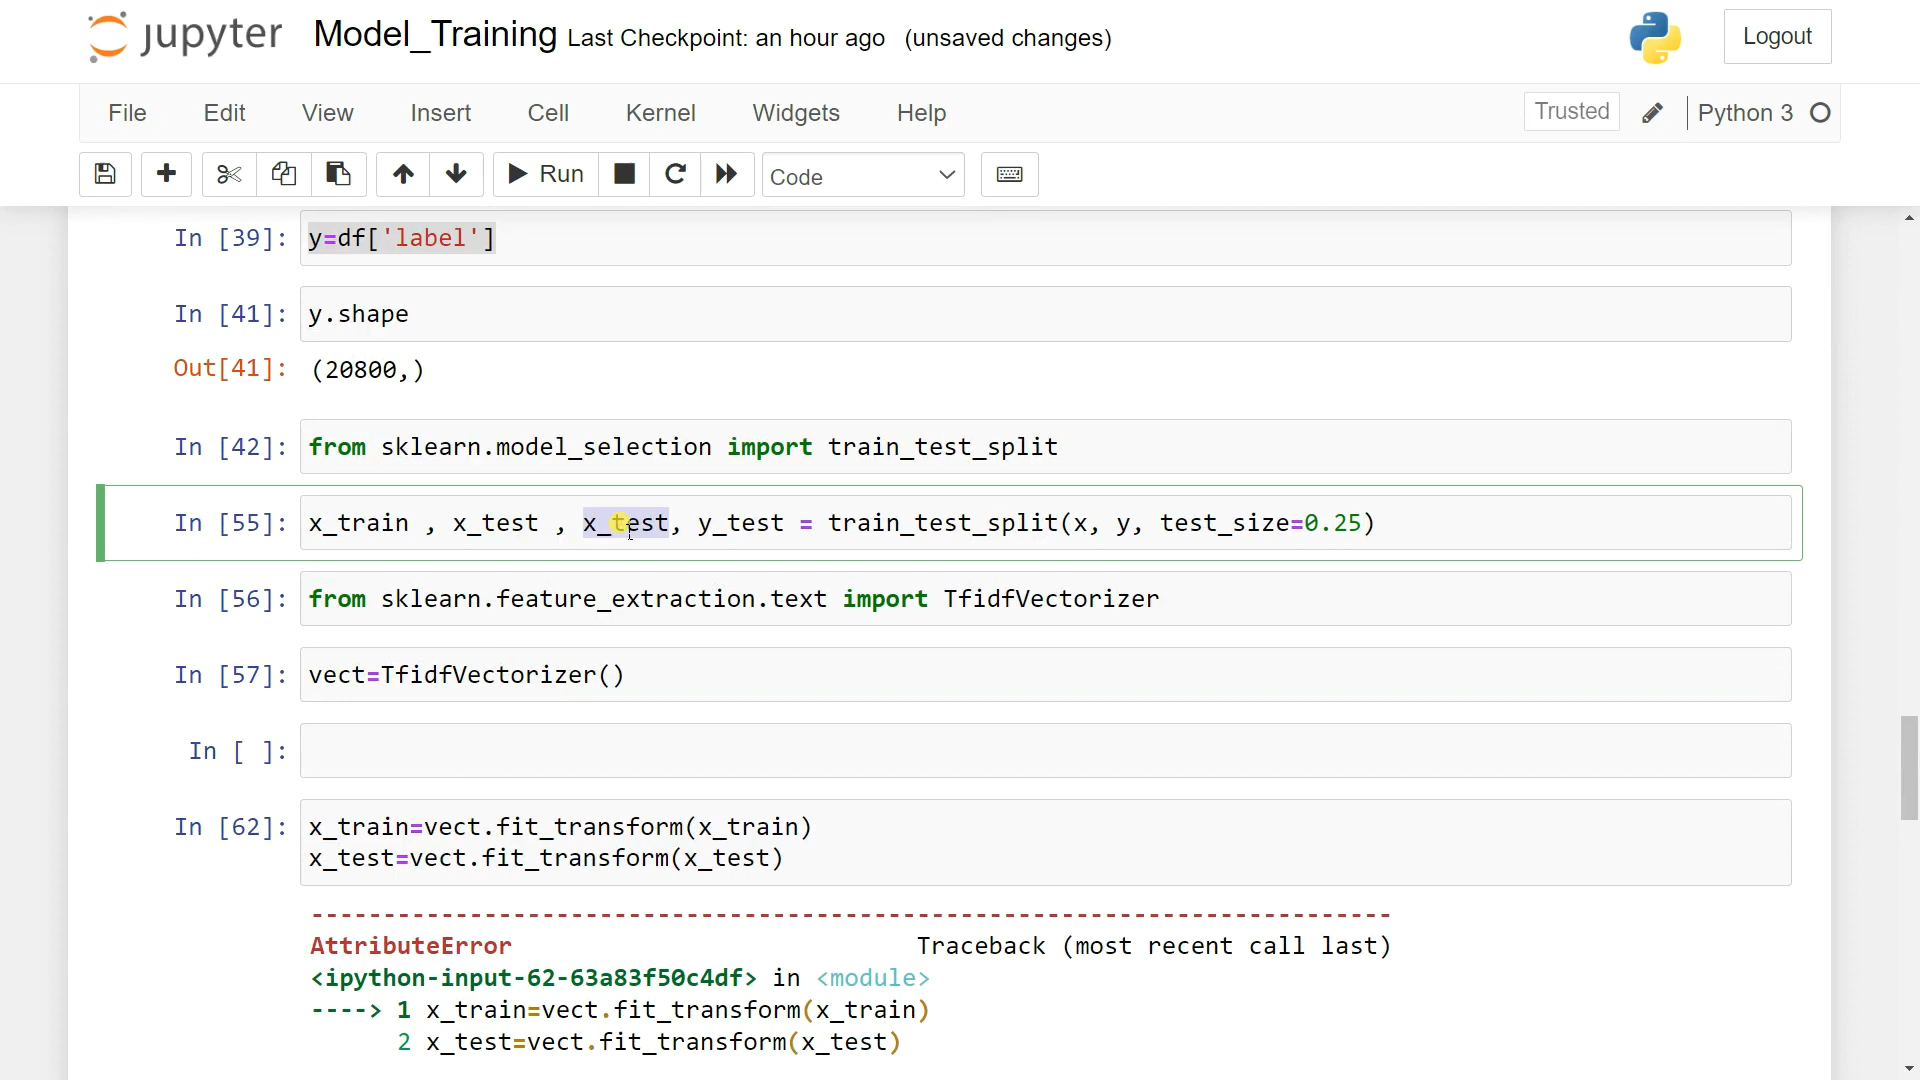 jupyter Model_Training Last Checkpoint: an hour ago (unsaved changes) Logout
File Edit View Insert Cell Kernel Widgets Help Trusted Python 3
Run Code
In [39]: y=df['label']
In [41]: y.shape
Out[41]: (20800,)
In [42]: from sklearn.model_selection import train_test_split
In [55]: x_train , x_test , x_test, y_test = train_test_split(x, y, test_size=0.25)
In [56]: from sklearn.feature_extraction.text import TfidfVectorizer
In [57]: vect=TfidfVectorizer()
In [ ]:
In [62]: x_train=vect.fit_transform(x_train)
x_test=vect.fit_transform(x_test)
---------------------------------------------------------------------------
AttributeError Traceback (most recent call last)
<ipython-input-62-63a83f50c4df> in <module>
----> 1 x_train=vect.fit_transform(x_train)
2 x_test=vect.fit_transform(x_test)